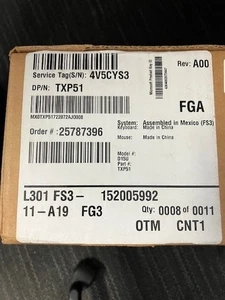 Service Tag(S/N): 4V5CYS3
DP/N: TXP51
Rev: A00
MX0TXP51722872AJ0008
FGA
Order #: 25787396
System: Assembled in Mexico (FS3)
Keyboard: Made in China
Mouse: Made in China
Model #:
D15U
Part #:
TXP51
L301 FS3- 152005992
11-A19 FG3
Qty: 0008 of 0011
OTM CNT1